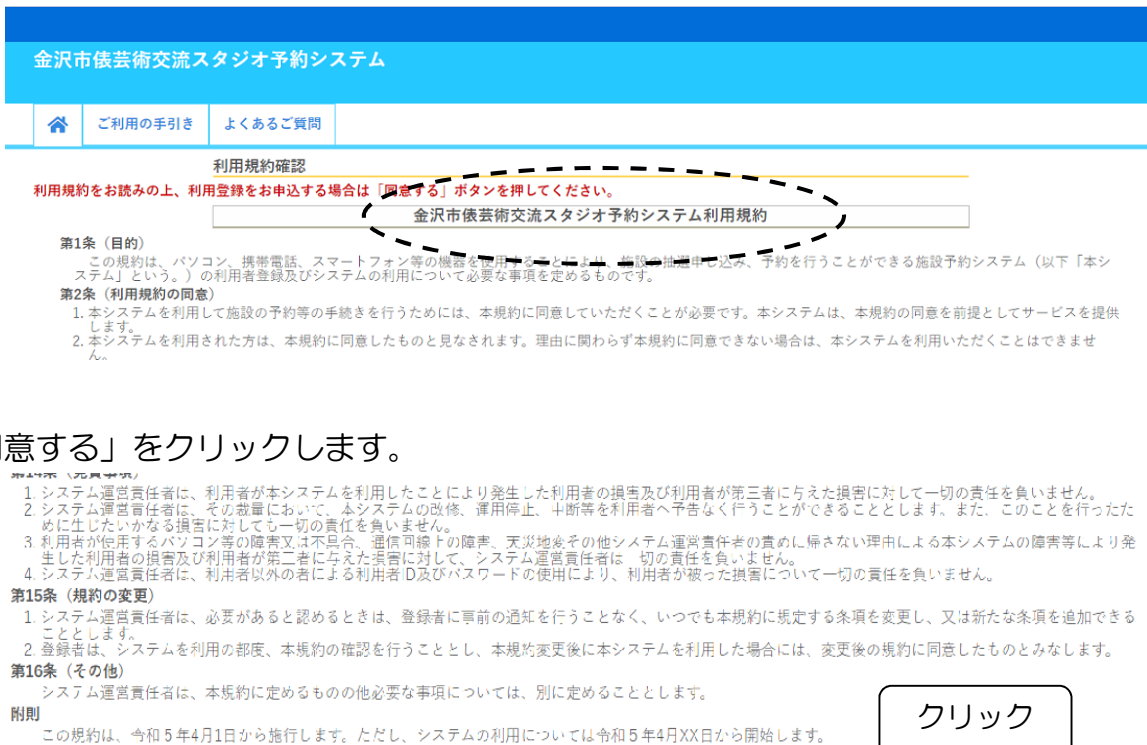 金沢市俵芸術交流スタジオ予約システム
ご利用の手引き　よくあるご質問
利用規約確認
利用規約をお読みの上、利用登録をお申込する場合は「同意する」ボタンを押してください。
金沢市俵芸術交流スタジオ予約システム利用規約
第1条（目的）
この規約は、パソコン、携帯電話、スマートフォン等の機器を使用することにより、施設の抽選申し込み、予約を行うことができる施設予約システム（以下「本シ
ステム」という。）の利用者登録及びシステムの利用について必要な事項を定めるものです。
第2条（利用規約の同意）
1. 本システムを利用して施設の予約等の手続きを行うためには、本規約に同意していただくことが必要です。本システムは、本規約の同意を前提としてサービスを提供
します。
2. 本システムを利用された方は、本規約に同意したものと見なされます。理由に関わらず本規約に同意できない場合は、本システムを利用いただくことはできませ
ん。
意する」をクリックします。
第14条（免責事項）
1. システム運営責任者は、利用者が本システムを利用したことにより発生した利用者の損害及び利用者が第三者に与えた損害に対して一切の責任を負いません。
2. システム運営責任者は、その裁量において、本システムの改修、運用停止、中断等を利用者へ予告なく行うことができることとします。また、このことを行ったた
めに生じたいかなる損害に対しても一切の責任を負いません。
3. 利用者が使用するパソコン等の障害又は不具合、通信回線上の障害、天災地変その他システム運営責任者の責めに帰さない理由による本システムの障害等により発
生した利用者の損害及び利用者が第三者に与えた損害に対して、システム運営責任者は一切の責任を負いません。
4. システム運営責任者は、利用者以外の者による利用者ID及びパスワードの使用により、利用者が被った損害について一切の責任を負いません。
第15条（規約の変更）
1. システム運営責任者は、必要があると認めるときは、登録者に事前の通知を行うことなく、いつでも本規約に規定する条項を変更し、又は新たな条項を追加できる
こととします。
2. 登録者は、システムを利用の都度、本規約の確認を行うこととし、本規約変更後に本システムを利用した場合には、変更後の規約に同意したものとみなします。
第16条（その他）
システム運営責任者は、本規約に定めるものの他必要な事項については、別に定めることとします。
附則
この規約は、令和５年4月1日から施行します。ただし、システムの利用については令和５年4月XX日から開始します。
クリック